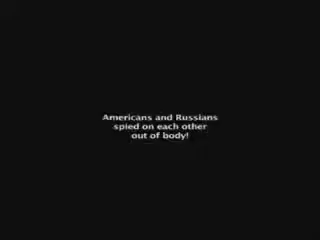 Americans and Russians
spied on each other
out of body!